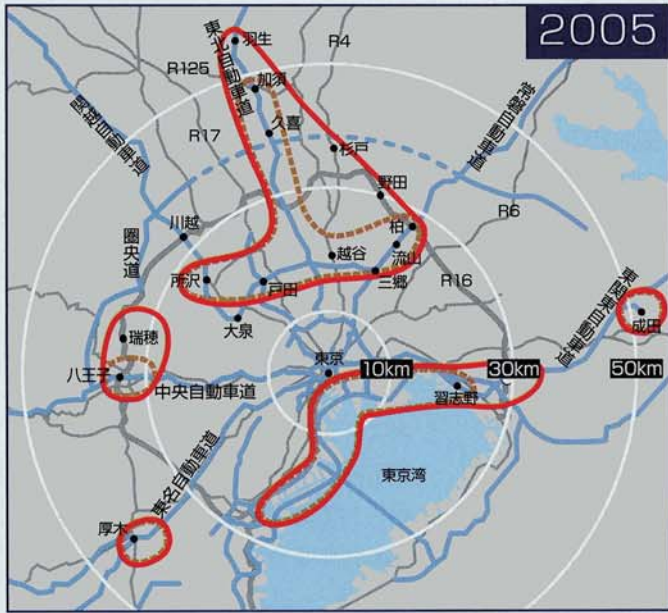 2005
東北自動車道
羽生
R4
R125
加須
関越自動車道
R17
久喜
常磐自動車道
杉戸
野田
R6
川越
柏
圏央道
越谷
流山
所沢
戸田
三郷
R16
東関東自動車道
大泉
成田
瑞穂
東京
10km
30km
50km
八王子
中央自動車道
習志野
東名自動車道
東京湾
厚木